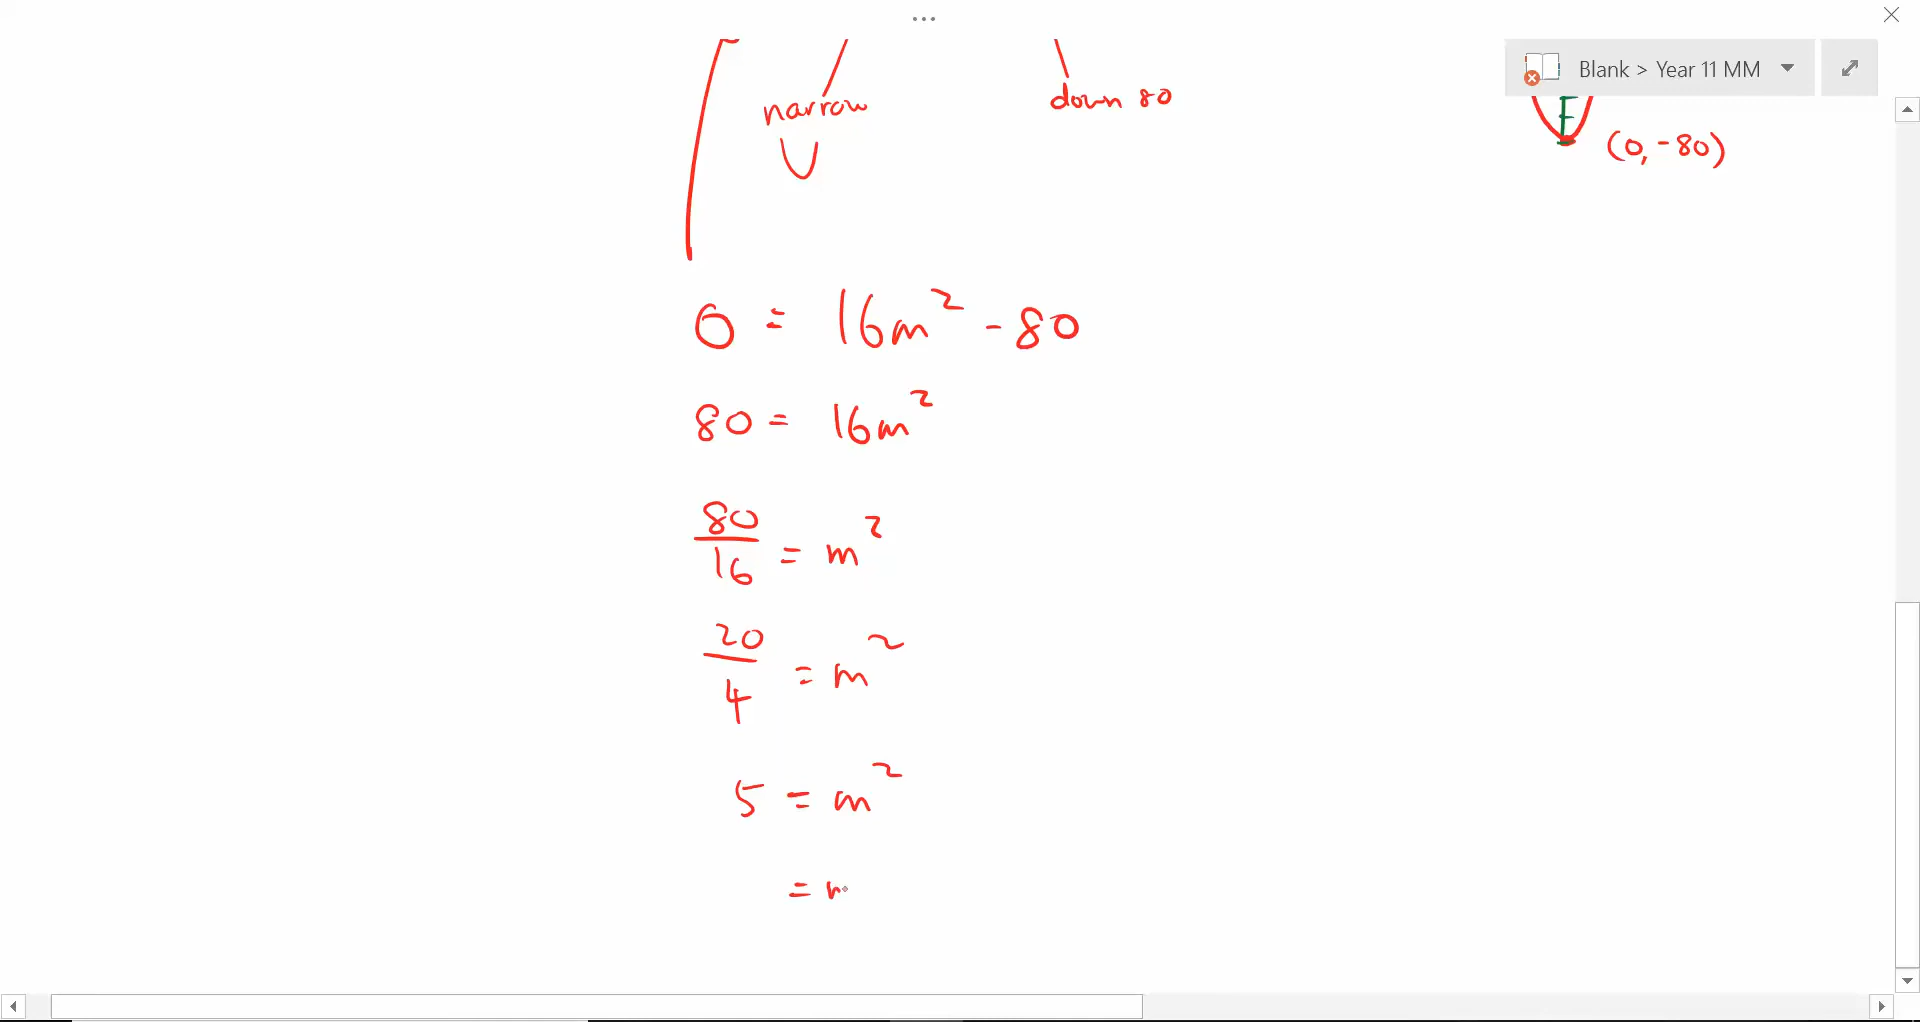 Blank > Year 11 MM
narrow
down 80
(0, -80)
0 = 16m² - 80
80 = 16m²
80/16 = m²
20/4 = m²
5 = m²
=